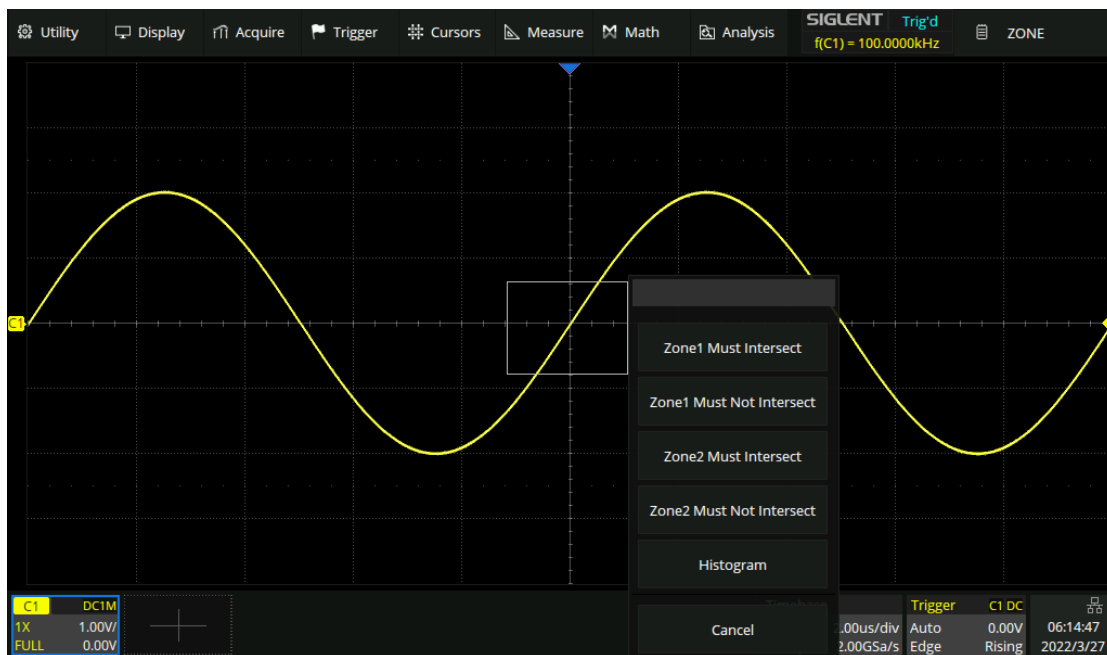 Utility
Display
Acquire
Trigger
Cursors
Measure
Math
Analysis
SIGLENT Trig'd
f(C1) = 100.0000kHz
ZONE
C1
Zone1 Must Intersect
Zone1 Must Not Intersect
Zone2 Must Intersect
Zone2 Must Not Intersect
Histogram
Cancel
C1 DC1M
1X 1.00V/
FULL 0.00V
.00us/div
2.00GSa/s
Trigger C1 DC
Auto 0.00V
Edge Rising
06:14:47
2022/3/27